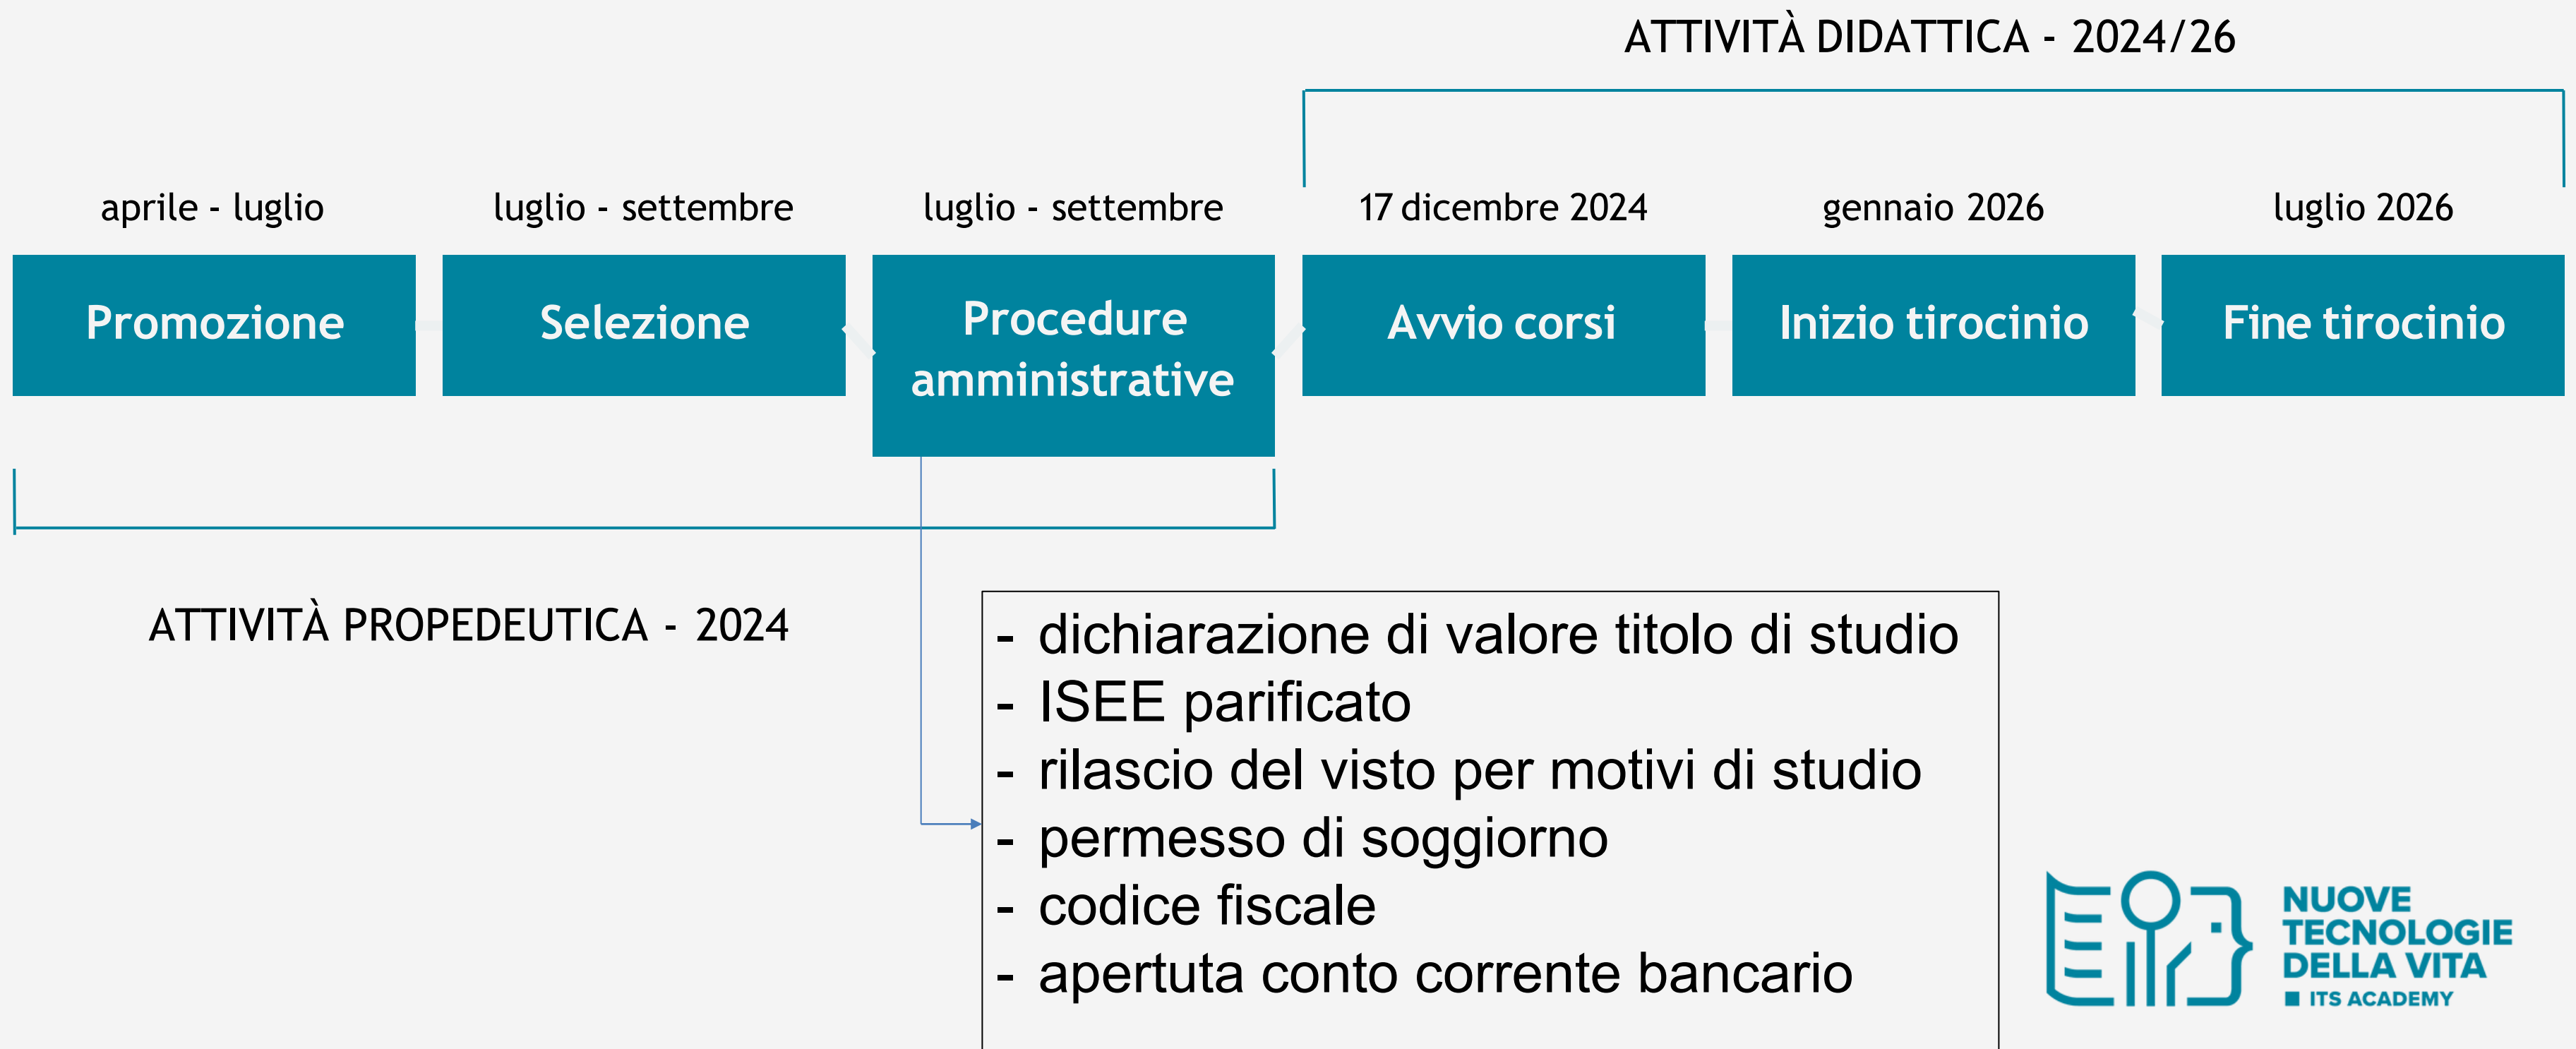 ATTIVITÀ DIDATTICA - 2024/26
aprile - luglio
luglio - settembre
luglio - settembre
17 dicembre 2024
gennaio 2026
luglio 2026
Promozione
Selezione
Procedure
amministrative
Avvio corsi
Inizio tirocinio
Fine tirocinio
ATTIVITÀ PROPEDEUTICA - 2024
- dichiarazione di valore titolo di studio
- ISEE parificato
- rilascio del visto per motivi di studio
- permesso di soggiorno
- codice fiscale
- apertuta conto corrente bancario
NUOVE
TECNOLOGIE
DELLA VITA
ITS ACADEMY